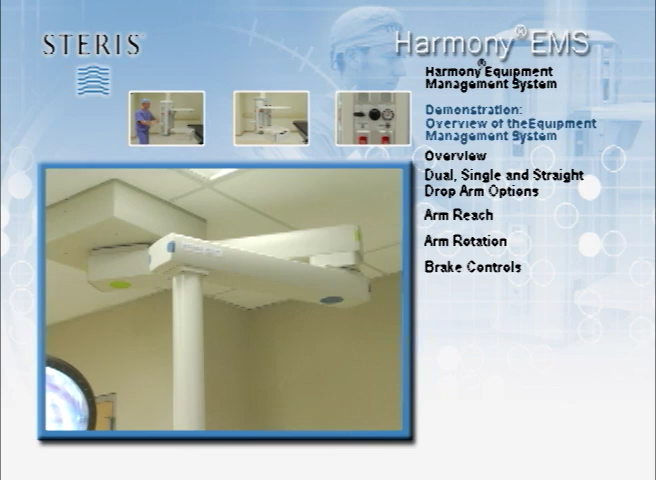 STERIS
Harmony® EMS
Harmony® Equipment
Management System
Demonstration:
Overview of theEquipment
Management System
Overview
Dual, Single and Straight
Drop Arm Options
Arm Reach
Arm Rotation
Brake Controls